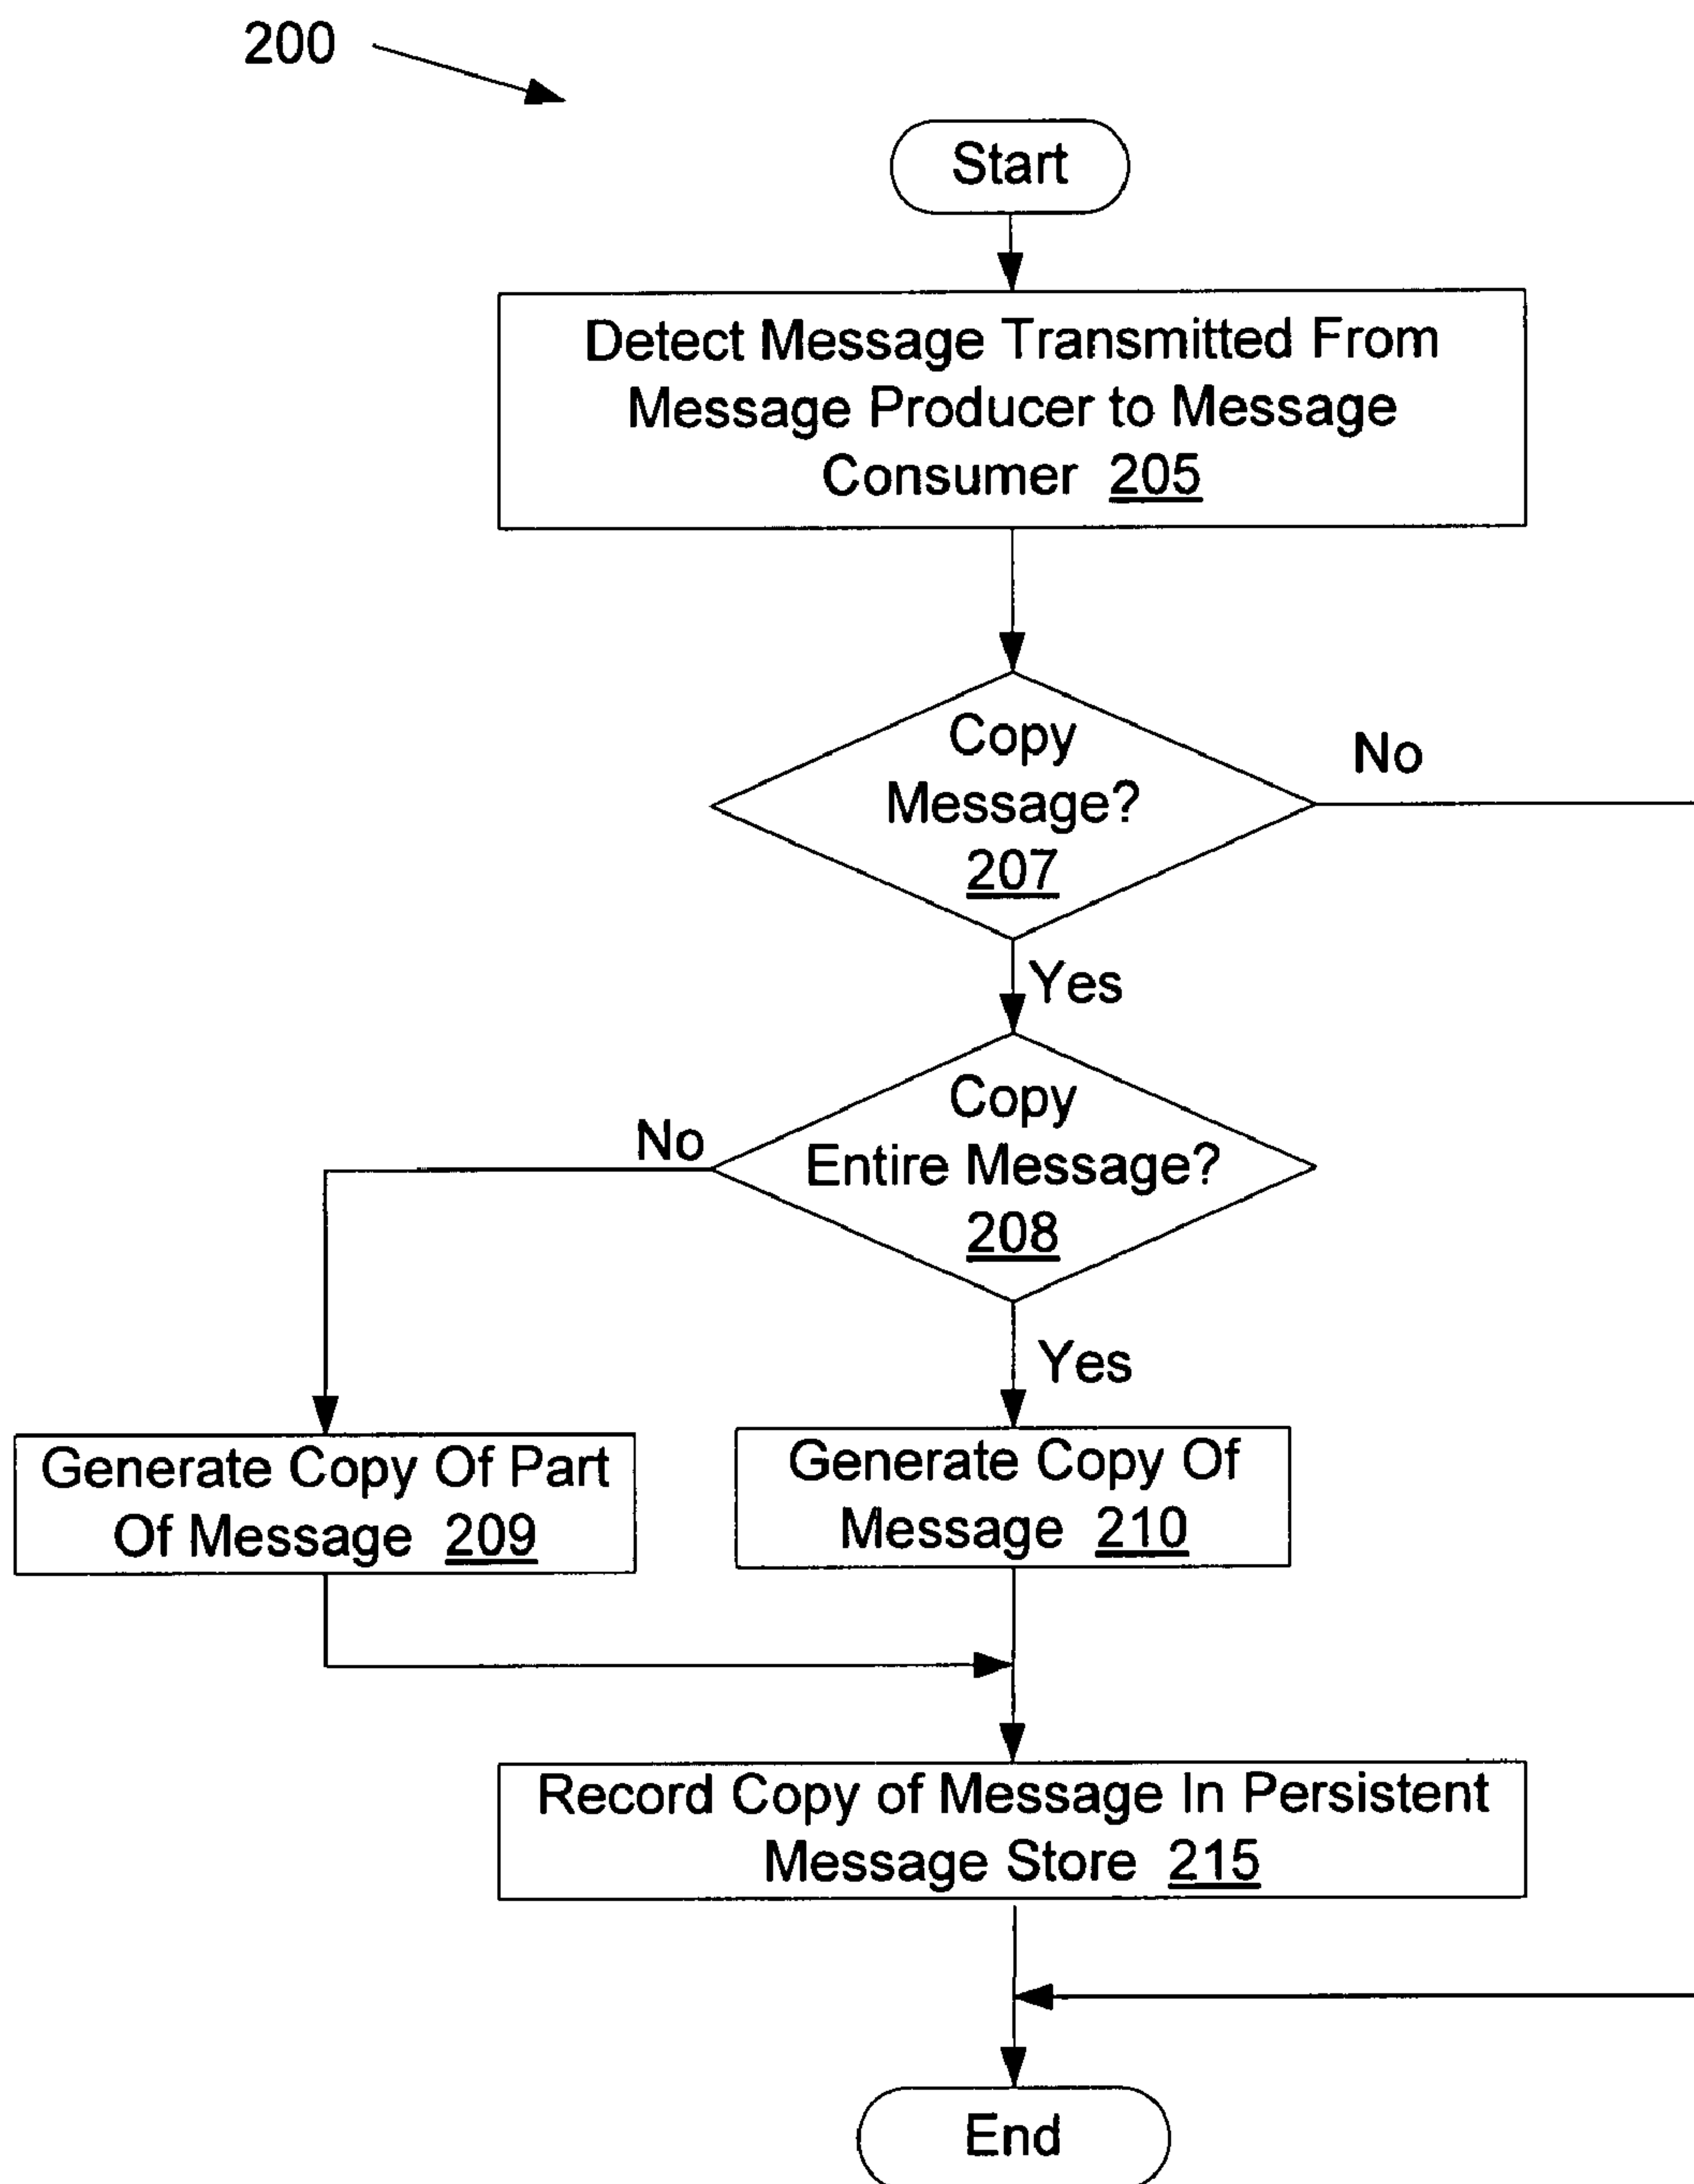 200
Start
Detect Message Transmitted From
Message Producer to Message
Consumer 205
Copy
Message?
207
No
Yes
Copy
Entire Message?
208
No
Yes
Generate Copy Of Part
Of Message 209
Generate Copy Of
Message 210
Record Copy of Message In Persistent
Message Store 215
End